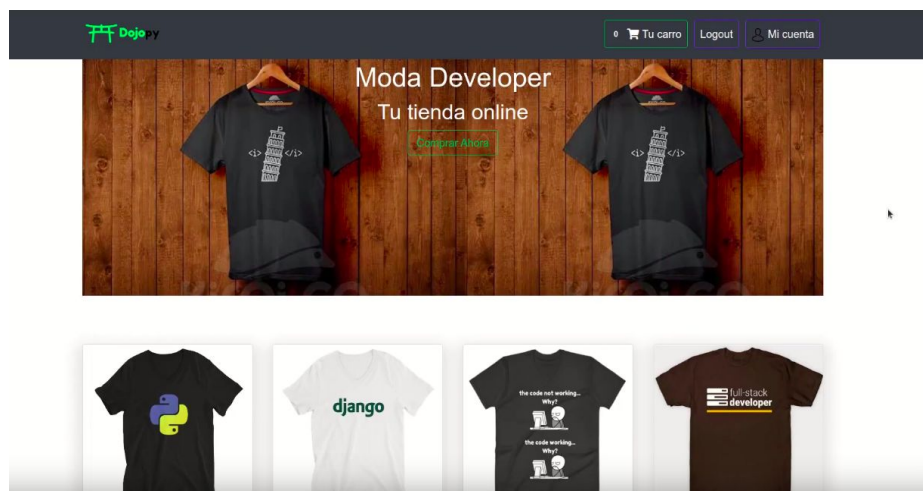 Dojopy
0 Tu carro
Logout
Mi cuenta
Moda Developer
Tu tienda online
Comprar Ahora
<i> </i>
<i> </i>
django
the code not working...
Why?
the code working...
Why?
full-stack
developer